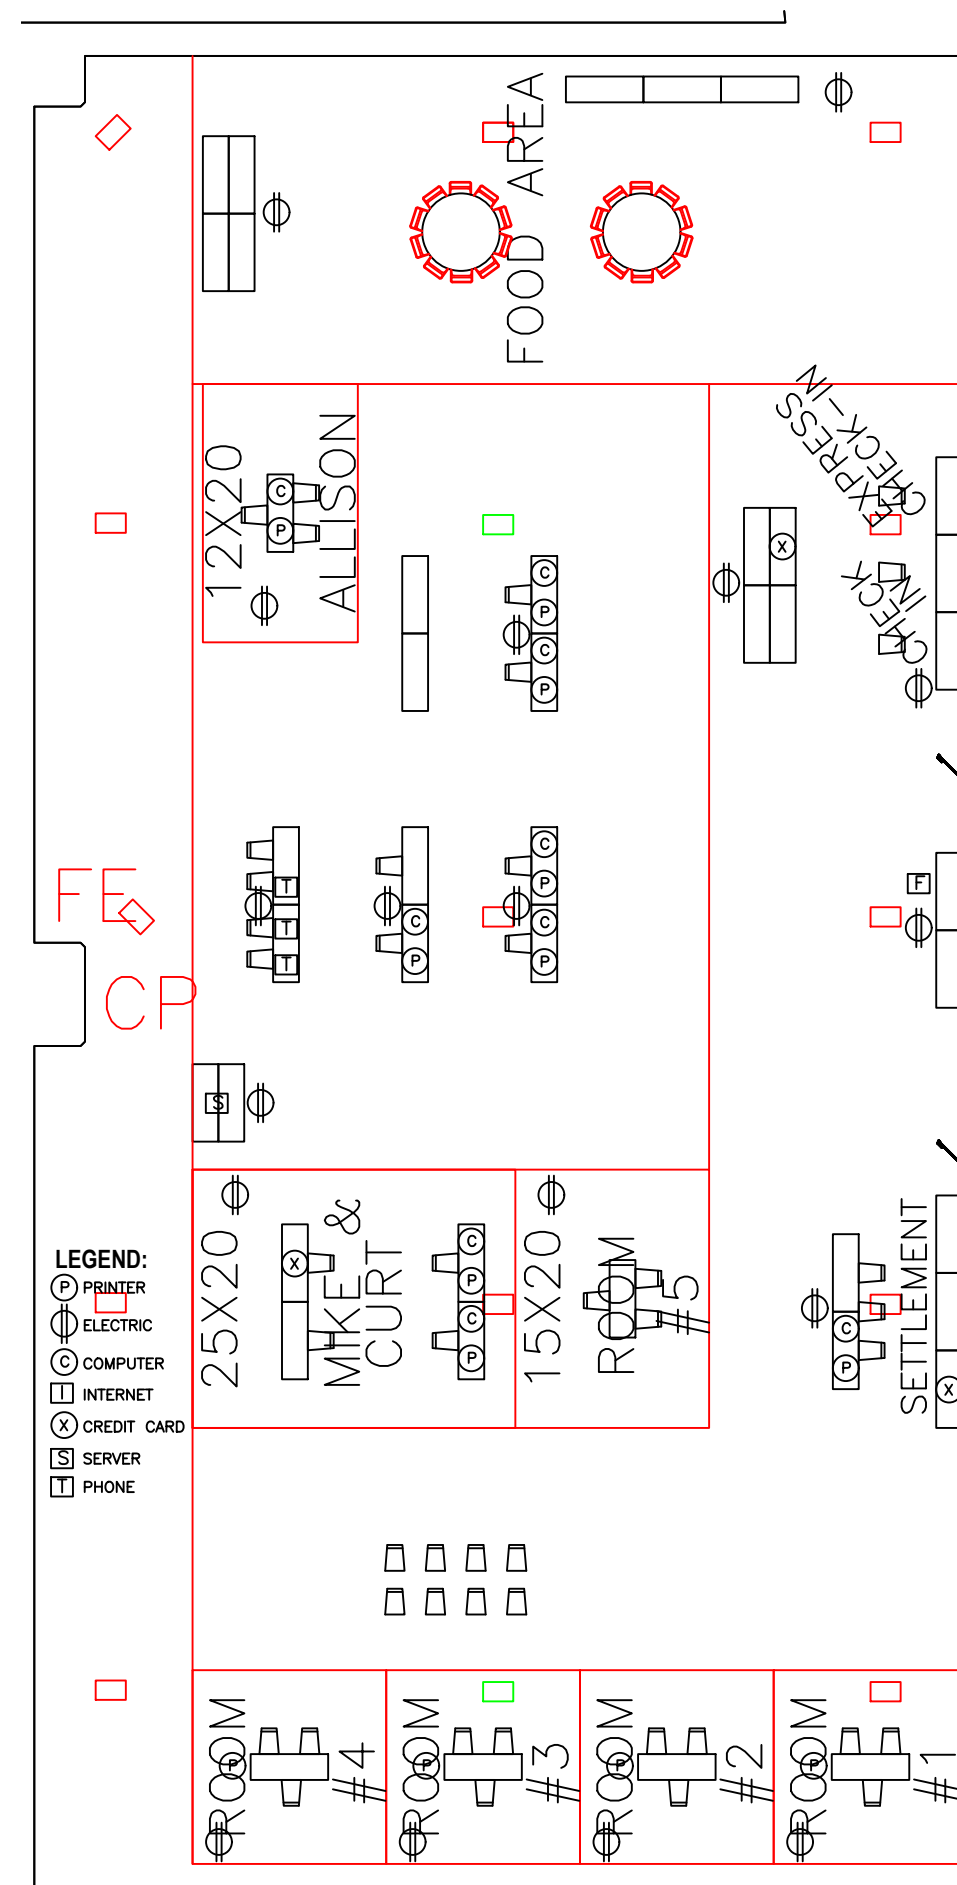 FOOD AREA
12X20
ALLISON
C
P
EXPRESS
CHECK-IN
CHECK
IN
X
C
P
C
P
FE
CP
T
T
T
C
P
C
P
C
P
F
S
25X20
MIKE &
CURT
X
C
P
C
P
15X20
ROOM
#5
C
P
SETTLEMENT
X
LEGEND:
P PRINTER
ELECTRIC
C COMPUTER
I INTERNET
X CREDIT CARD
S SERVER
T PHONE
ROOM
#4
P
ROOM
#3
P
ROOM
#2
P
ROOM
#1
P